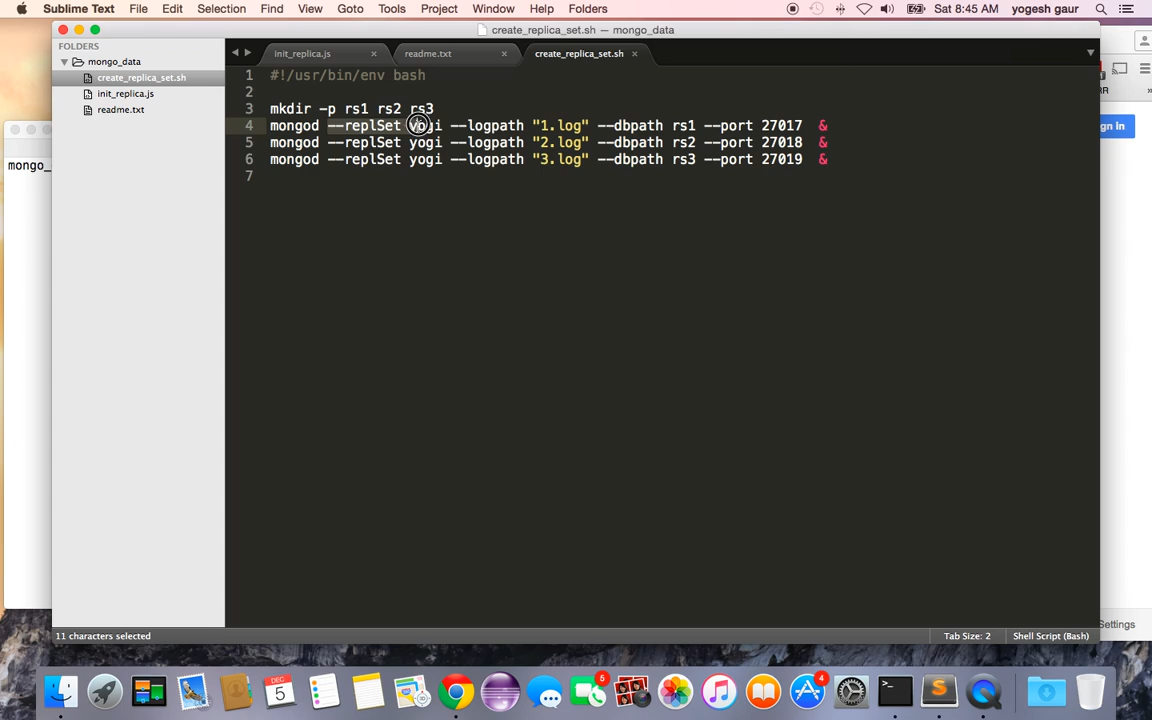 Sublime Text File Edit Selection Find View Goto Tools Project Window Help Folders Sat 8:45 AM yogesh gaur
create_replica_set.sh — mongo_data
FOLDERS
mongo_data
create_replica_set.sh
init_replica.js
readme.txt
init_replica.js × readme.txt × create_replica_set.sh ×
1 #!/usr/bin/env bash
2
3 mkdir -p rs1 rs2 rs3
4 mongod --replSet yogi --logpath "1.log" --dbpath rs1 --port 27017 &
5 mongod --replSet yogi --logpath "2.log" --dbpath rs2 --port 27018 &
6 mongod --replSet yogi --logpath "3.log" --dbpath rs3 --port 27019 &
7
mongo_
RR
gn in
Settings
11 characters selected Tab Size: 2 Shell Script (Bash)
DEC
5
5
4